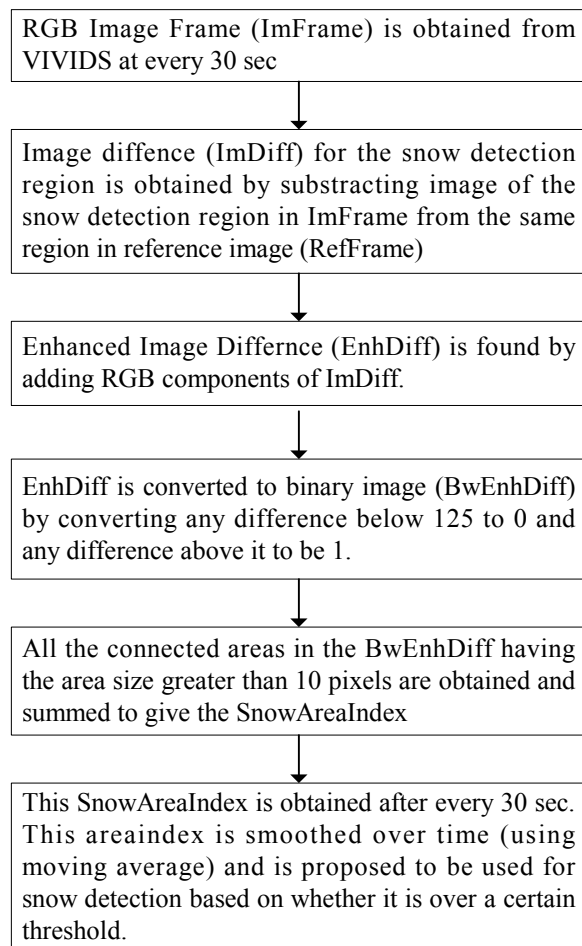 RGB Image Frame (ImFrame) is obtained from
VIVIDS at every 30 sec
Image diffence (ImDiff) for the snow detection
region is obtained by substracting image of the
snow detection region in ImFrame from the same
region in reference image (RefFrame)
Enhanced Image Differnce (EnhDiff) is found by
adding RGB components of ImDiff.
EnhDiff is converted to binary image (BwEnhDiff)
by converting any difference below 125 to 0 and
any difference above it to be 1.
All the connected areas in the BwEnhDiff having
the area size greater than 10 pixels are obtained and
summed to give the SnowAreaIndex
This SnowAreaIndex is obtained after every 30 sec.
This areaindex is smoothed over time (using
moving average) and is proposed to be used for
snow detection based on whether it is over a certain
threshold.